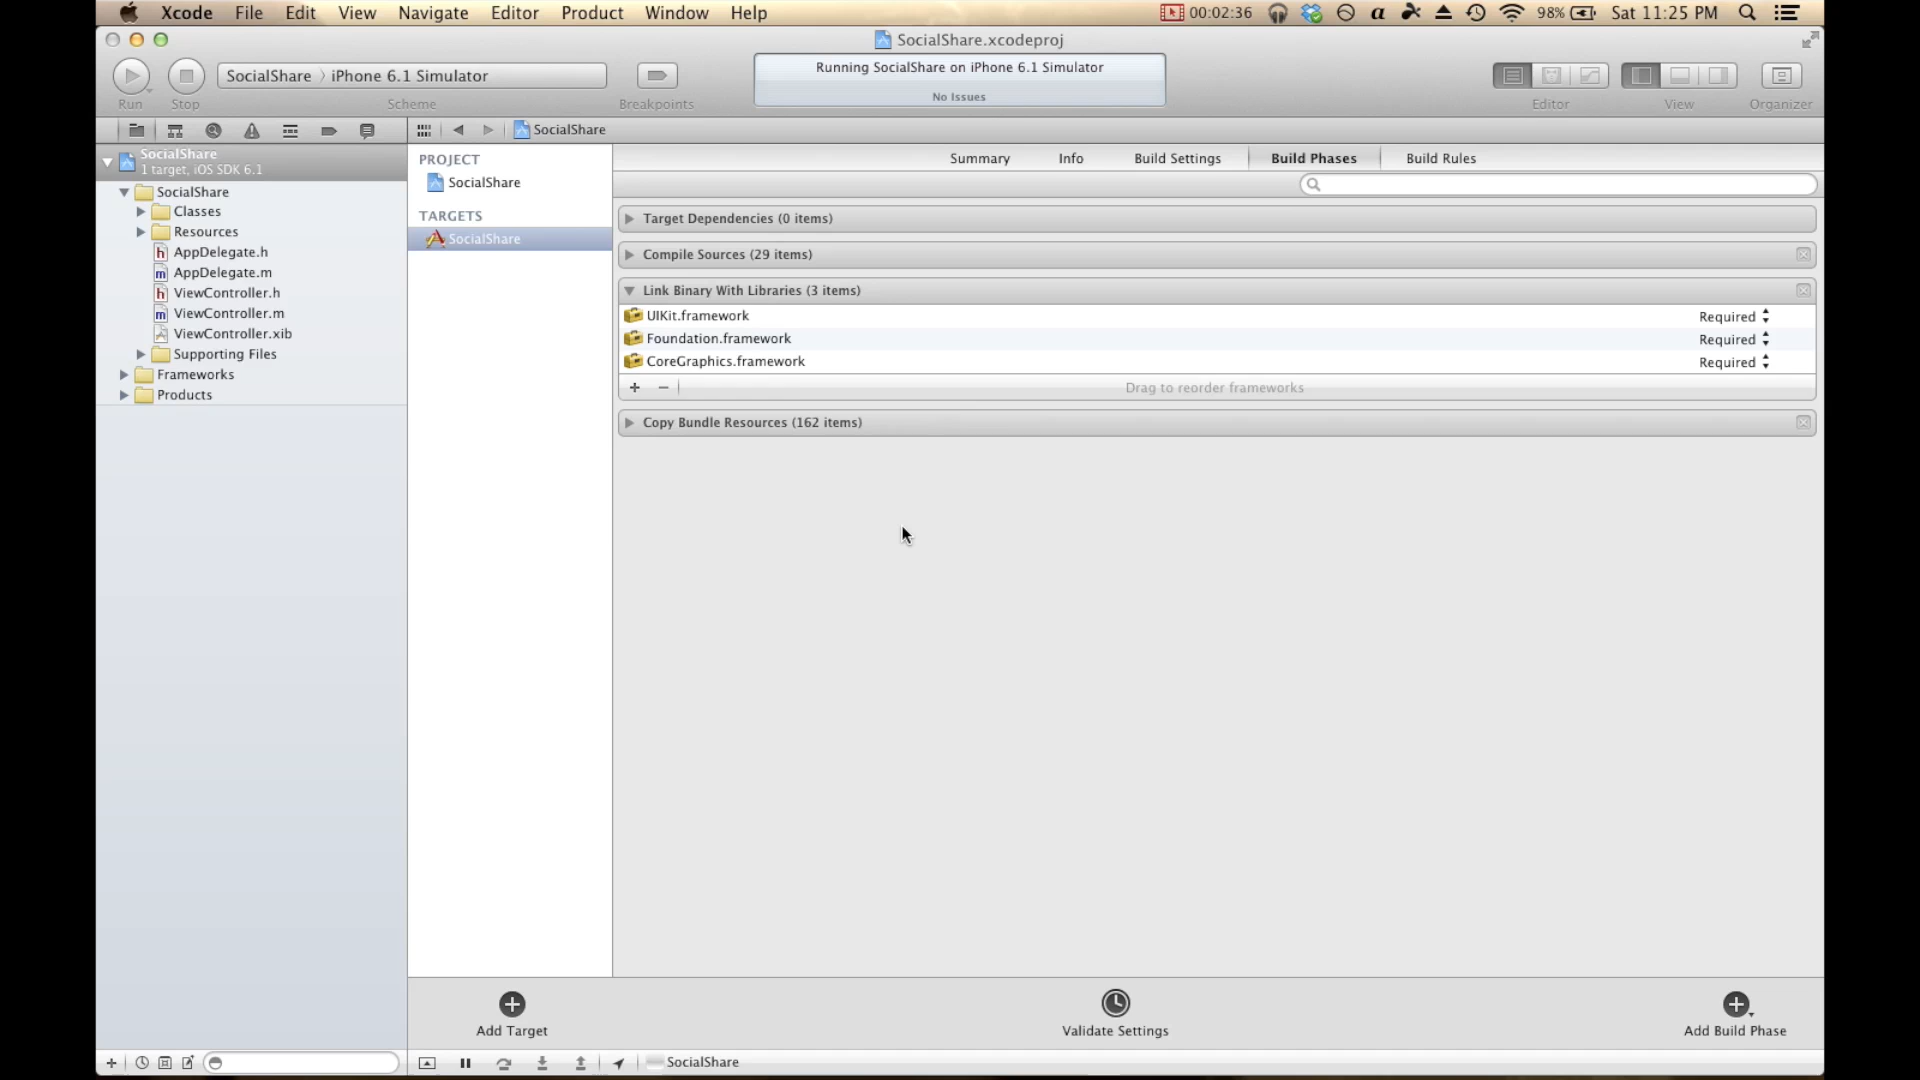 Xcode File Edit View Navigate Editor Product Window Help 00:02:36 a 98% Sat 11:25 PM
SocialShare.xcodeproj
SocialShare 〉iPhone 6.1 Simulator
Running SocialShare on iPhone 6.1 Simulator
No Issues
Run Stop Scheme Breakpoints Editor View Organizer
SocialShare
SocialShare
1 target, iOS SDK 6.1
SocialShare
Classes
Resources
h AppDelegate.h
m AppDelegate.m
h ViewController.h
m ViewController.m
ViewController.xib
Supporting Files
Frameworks
Products
PROJECT
SocialShare
TARGETS
SocialShare
Summary Info Build Settings Build Phases Build Rules
Target Dependencies (0 items)
Compile Sources (29 items)
Link Binary With Libraries (3 items)
UIKit.framework Required
Foundation.framework Required
CoreGraphics.framework Required
Drag to reorder frameworks
Copy Bundle Resources (162 items)
Add Target Validate Settings Add Build Phase
SocialShare